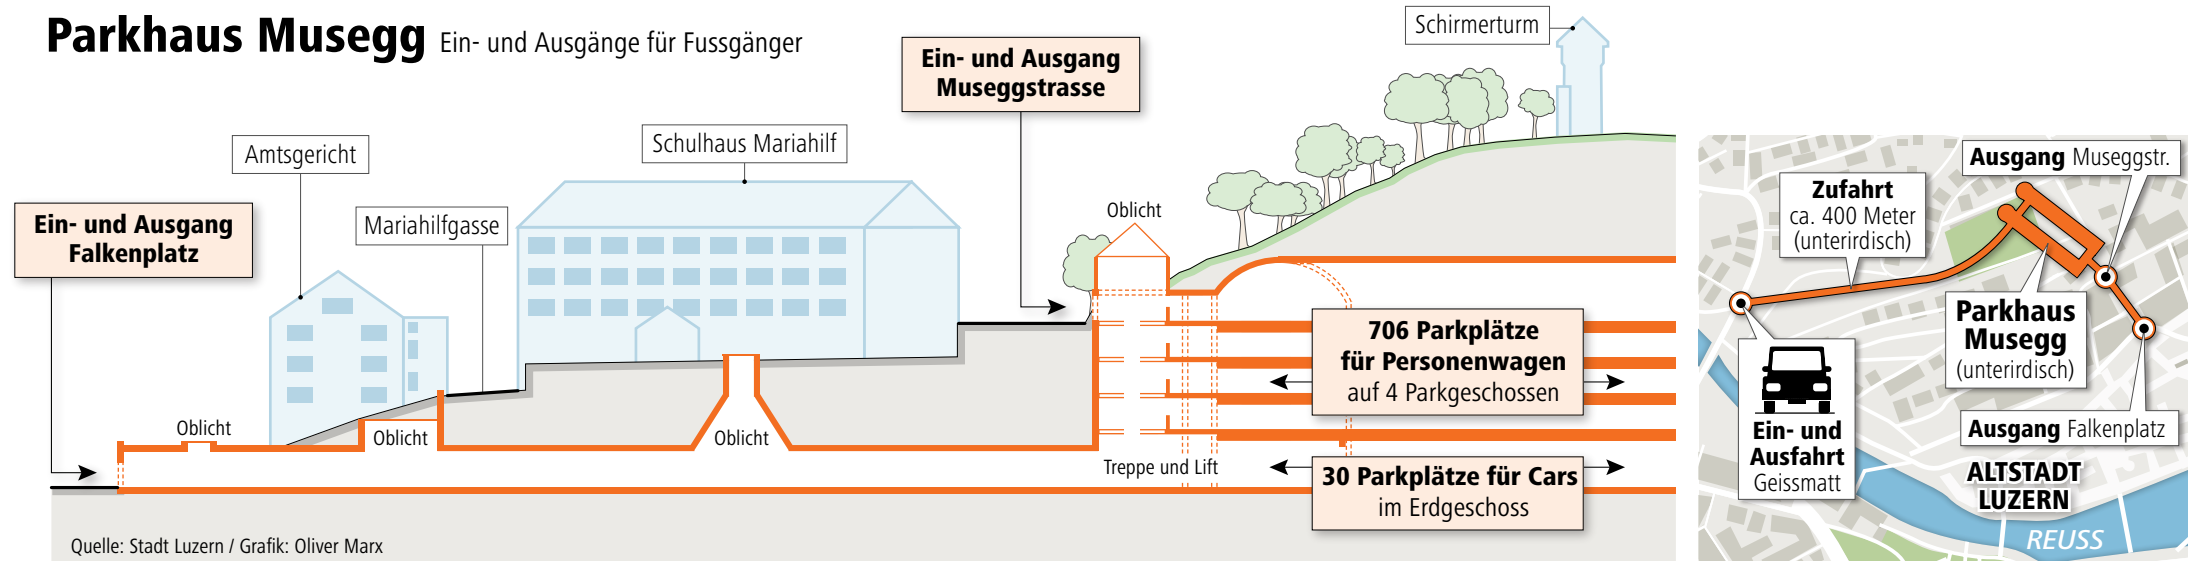 Parkhaus Musegg Ein- und Ausgänge für Fussgänger
Ein- und Ausgang
Falkenplatz
Amtsgericht
Mariahilfgasse
Schulhaus Mariahilf
Ein- und Ausgang
Museggstrasse
Oblicht
Schirmerturm
Oblicht
Oblicht
Oblicht
Treppe und Lift
706 Parkplätze
für Personenwagen
auf 4 Parkgeschossen
30 Parkplätze für Cars
im Erdgeschoss
Quelle: Stadt Luzern / Grafik: Oliver Marx
Ausgang Museggstr.
Zufahrt
ca. 400 Meter
(unterirdisch)
Parkhaus
Musegg
(unterirdisch)
Ein- und
Ausfahrt
Geissmatt
Ausgang Falkenplatz
ALTSTADT
LUZERN
REUSS